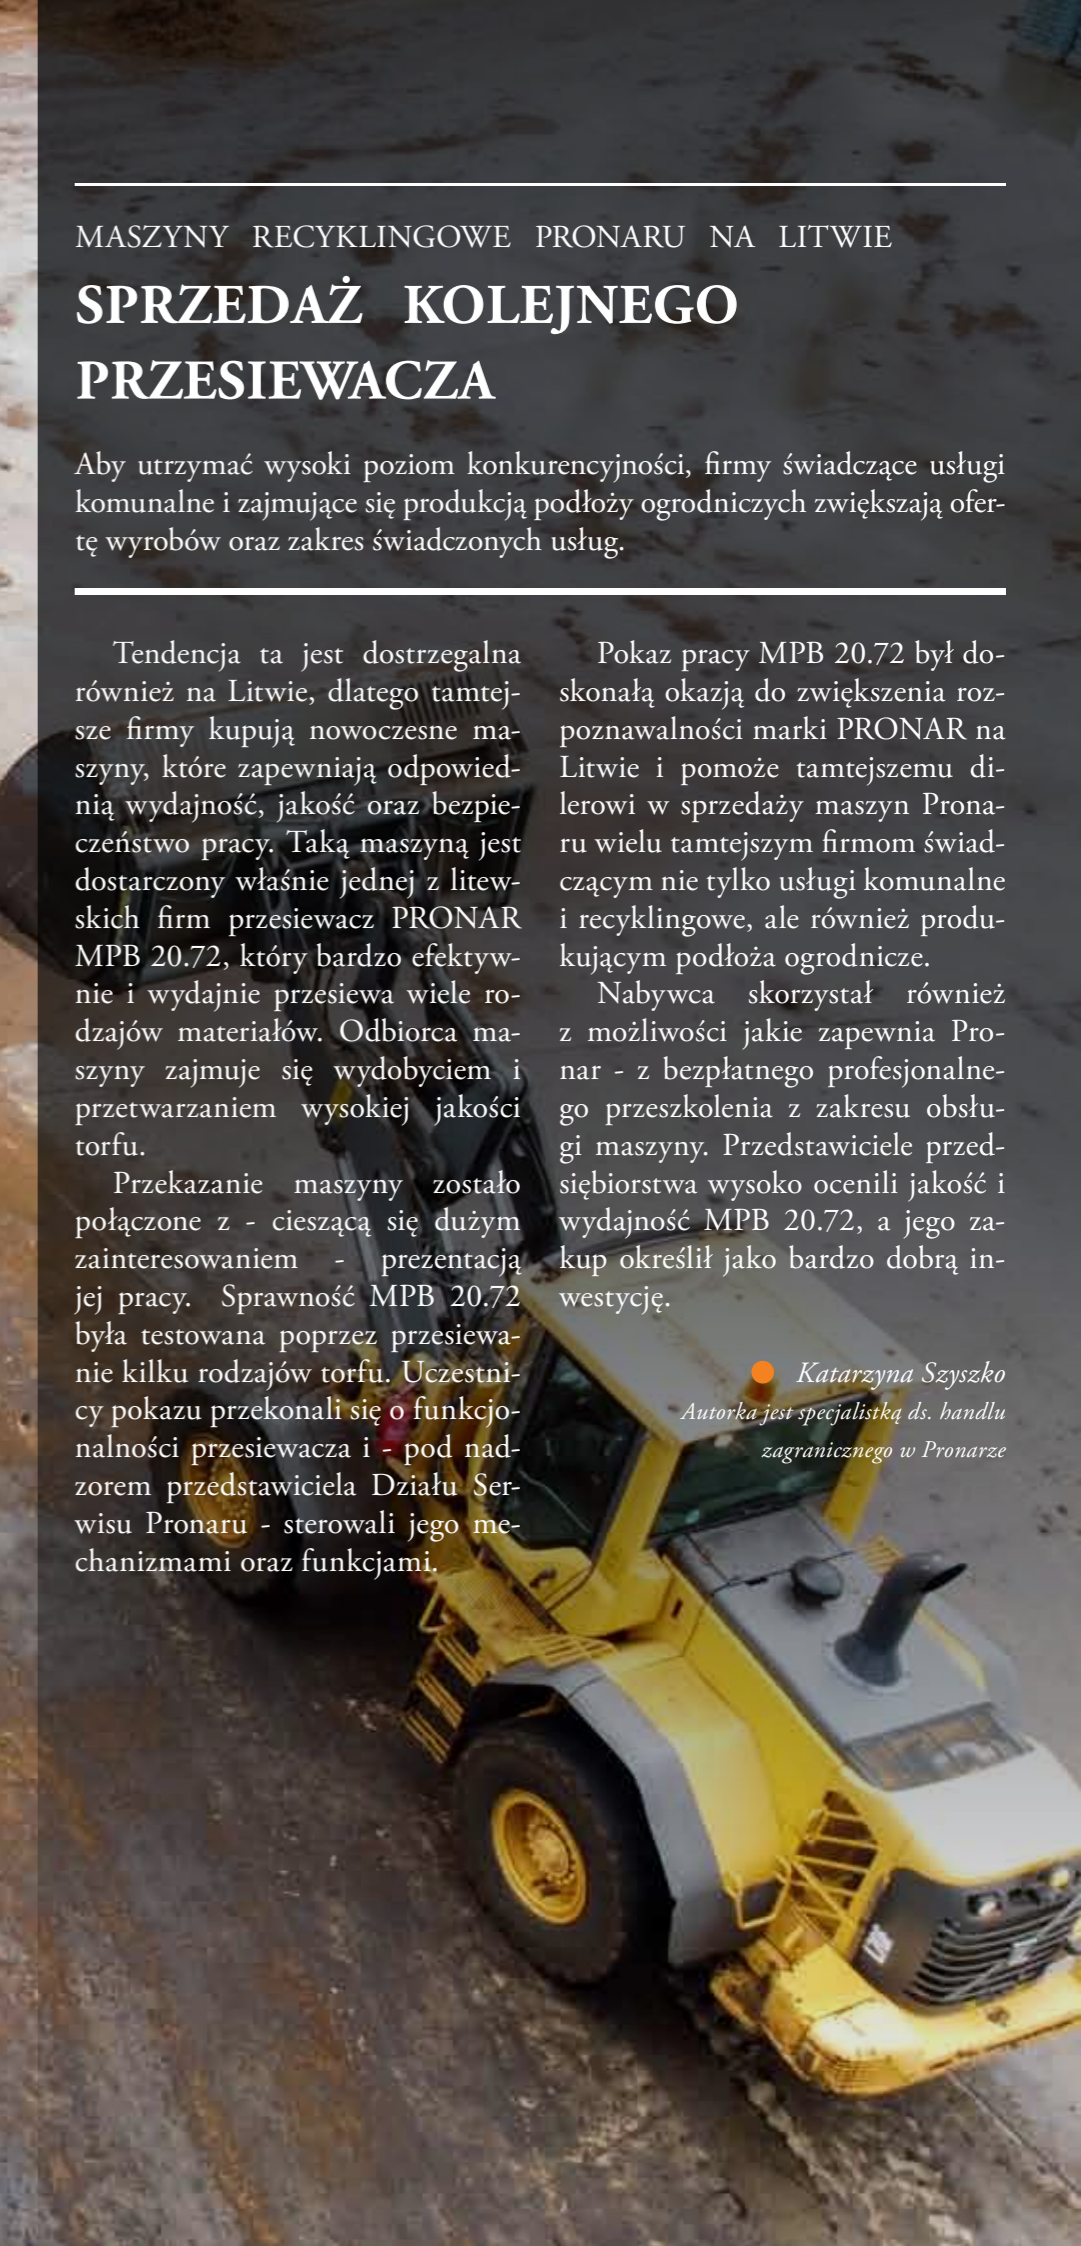 MASZYNY RECYKLINGOWE PRONARU NA LITWIE
SPRZEDAŻ KOLEJNEGO
PRZESIEWACZA
Aby utrzymać wysoki poziom konkurencyjności, firmy świadczące usługi
komunalne i zajmujące się produkcją podłoży ogrodniczych zwiększają ofer-
tę wyrobów oraz zakres świadczonych usług.
Tendencja ta jest dostrzegalna
również na Litwie, dlatego tamtej-
sze firmy kupują nowoczesne ma-
szyny, które zapewniają odpowied-
nią wydajność, jakość oraz bezpie-
czeństwo pracy. Taką maszyną jest
dostarczony właśnie jednej z litew-
skich firm przesiewacz PRONAR
MPB 20.72, który bardzo efektyw-
nie i wydajnie przesiewa wiele ro-
dzajów materiałów. Odbiorca ma-
szyny zajmuje się wydobyciem i
przetwarzaniem wysokiej jakości
torfu.
Przekazanie maszyny zostało
połączone z - cieszącą się dużym
zainteresowaniem - prezentacją
jej pracy. Sprawność MPB 20.72
była testowana poprzez przesiewa-
nie kilku rodzajów torfu. Uczestni-
cy pokazu przekonali się o funkcjo-
nalności przesiewacza i - pod nad-
zorem przedstawiciela Działu Ser-
wisu Pronaru - sterowali jego me-
chanizmami oraz funkcjami.
Pokaz pracy MPB 20.72 był do-
skonałą okazją do zwiększenia roz-
poznawalności marki PRONAR na
Litwie i pomoże tamtejszemu di-
lerowi w sprzedaży maszyn Prona-
ru wielu tamtejszym firmom świad-
czącym nie tylko usługi komunalne
i recyklingowe, ale również produ-
kującym podłoża ogrodnicze.
Nabywca skorzystał również
z możliwości jakie zapewnia Pro-
nar - z bezpłatnego profesjonalne-
go przeszkolenia z zakresu obsłu-
gi maszyny. Przedstawiciele przed-
siębiorstwa wysoko ocenili jakość i
wydajność MPB 20.72, a jego za-
kup określił jako bardzo dobrą in-
westycję.
Katarzyna Szyszko
Autorka jest specjalistką ds. handlu
zagranicznego w Pronarze